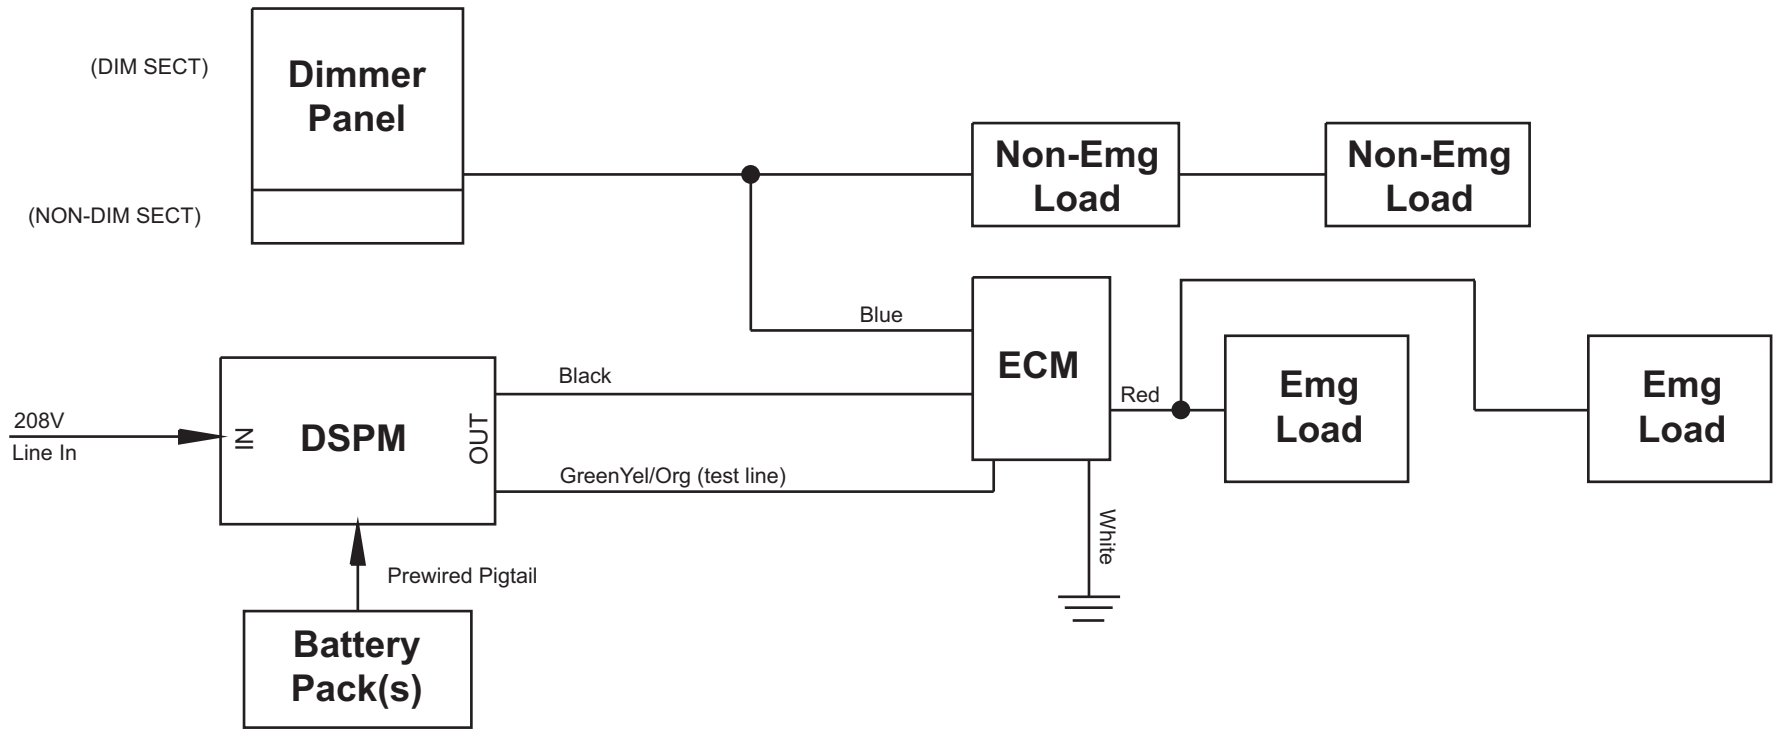 (DIM SECT)
Dimmer
Panel
(NON-DIM SECT)
Non-Emg
Load
Non-Emg
Load
Blue
ECM
Black
Red
Emg
Load
Emg
Load
208V
Line In
IN
DSPM
OUT
GreenYel/Org (test line)
White
Prewired Pigtail
Battery
Pack(s)